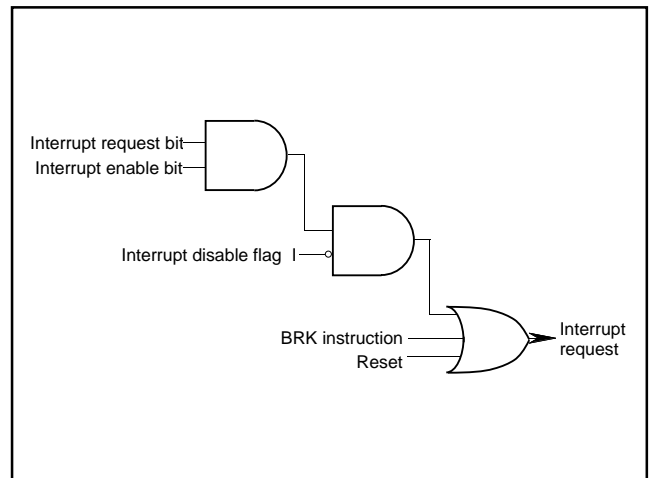 Interrupt request bit
Interrupt enable bit
Interrupt disable flag I
BRK instruction
Reset
Interrupt
request